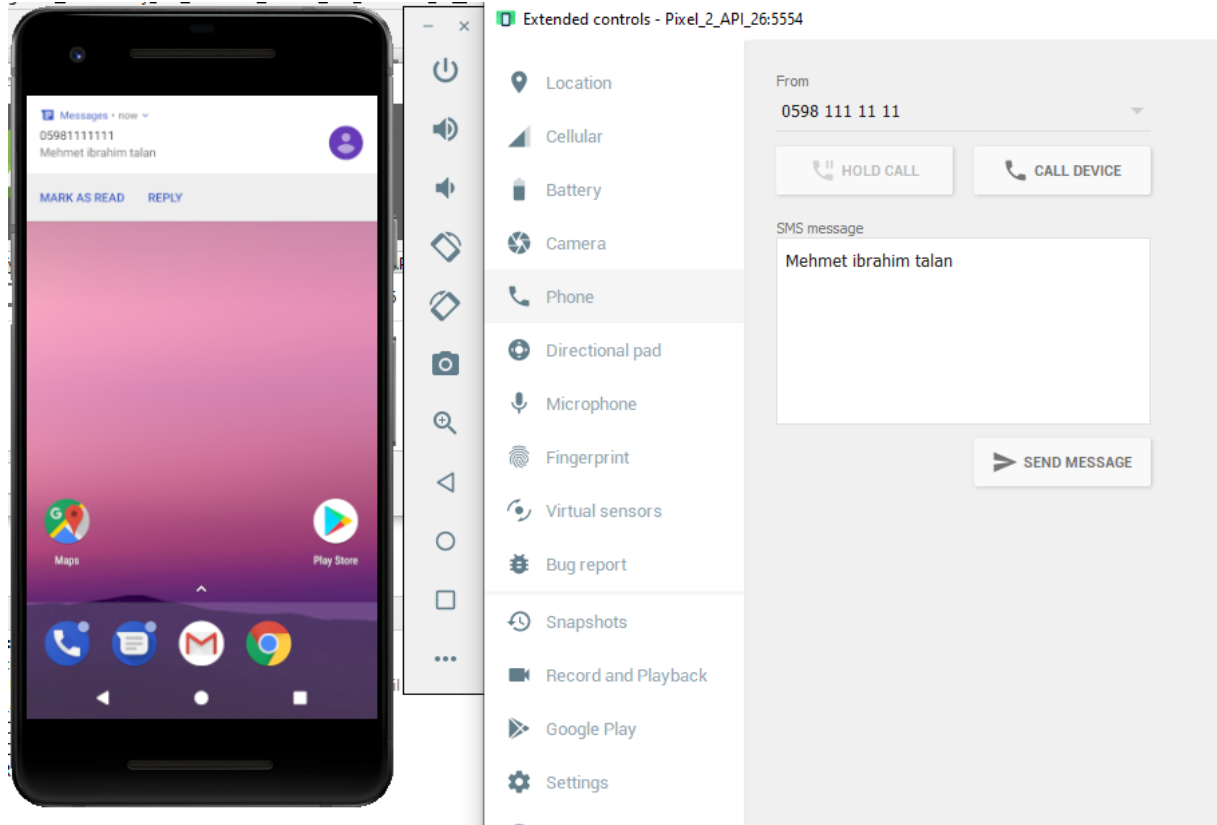 Extended controls - Pixel_2_API_26:5554
Messages • now
05981111111
Mehmet ibrahim talan
MARK AS READ REPLY
Maps
Play Store
Location
Cellular
Battery
Camera
Phone
Directional pad
Microphone
Fingerprint
Virtual sensors
Bug report
Snapshots
Record and Playback
Google Play
Settings
From
0598 111 11 11
HOLD CALL
CALL DEVICE
SMS message
Mehmet ibrahim talan
SEND MESSAGE